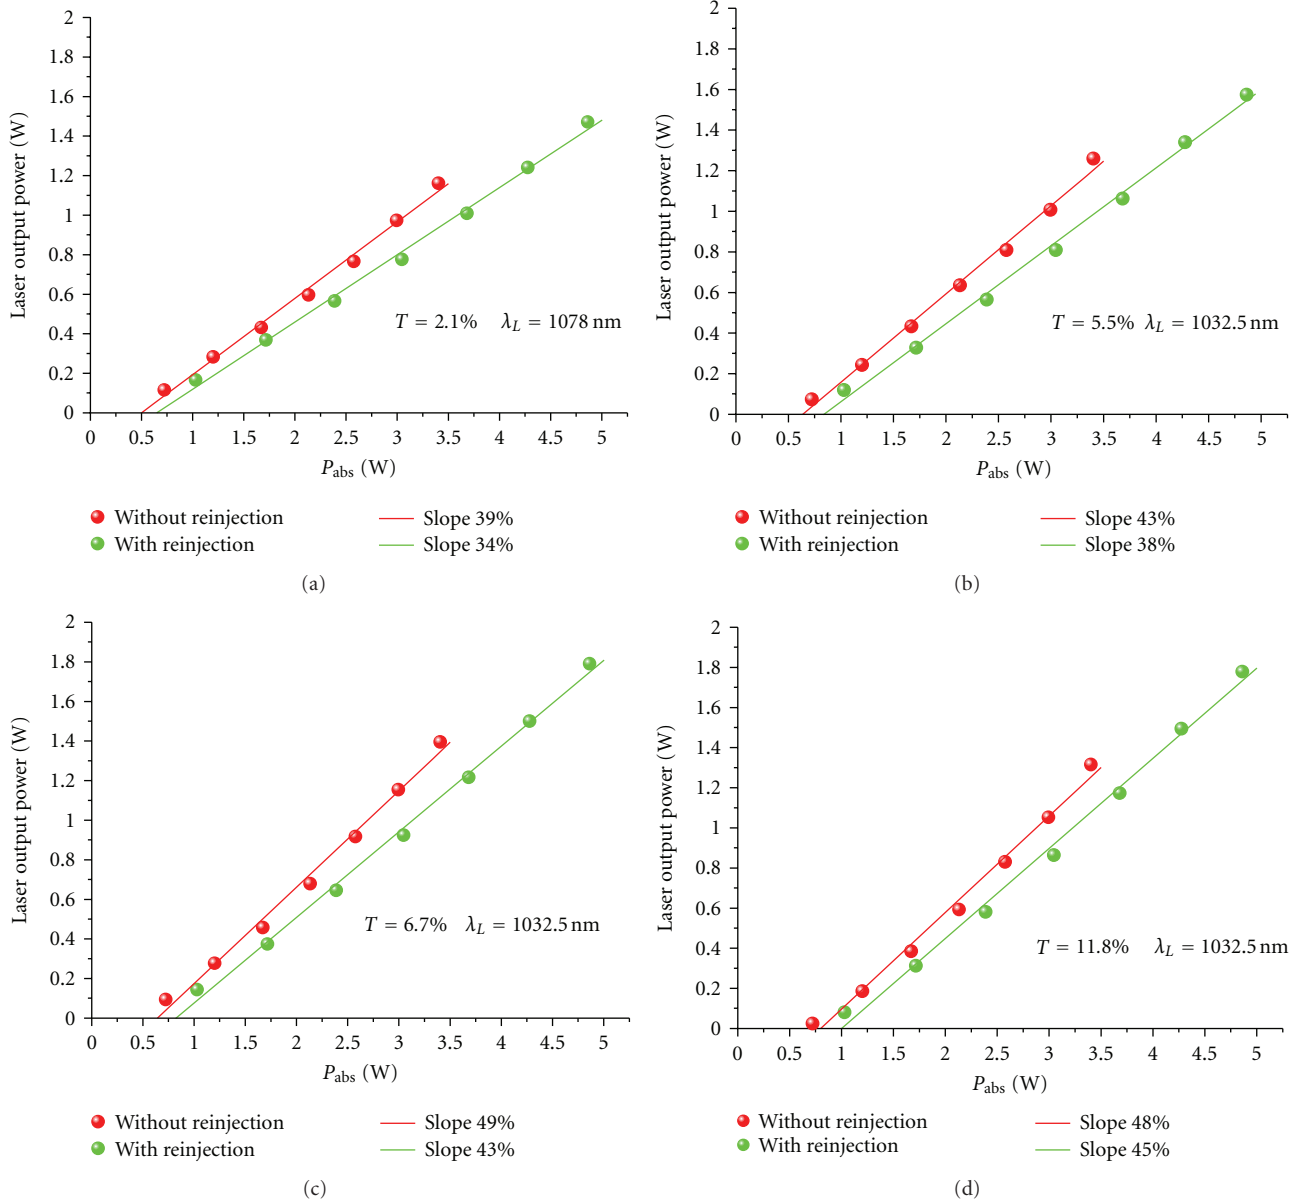 2
1.8
1.6
1.4
1.2
1
0.8
0.6
0.4
0.2
0
Laser output power (W)
T = 2.1% λL = 1078 nm
0 0.5 1 1.5 2 2.5 3 3.5 4 4.5 5
Pabs (W)
Without reinjection Slope 39%
With reinjection Slope 34%
(a)
2
1.8
1.6
1.4
1.2
1
0.8
0.6
0.4
0.2
0
Laser output power (W)
T = 5.5% λL = 1032.5 nm
0 0.5 1 1.5 2 2.5 3 3.5 4 4.5 5
Pabs (W)
Without reinjection Slope 43%
With reinjection Slope 38%
(b)
2
1.8
1.6
1.4
1.2
1
0.8
0.6
0.4
0.2
0
Laser output power (W)
T = 6.7% λL = 1032.5 nm
0 0.5 1 1.5 2 2.5 3 3.5 4 4.5 5
Pabs (W)
Without reinjection Slope 49%
With reinjection Slope 43%
(c)
2
1.8
1.6
1.4
1.2
1
0.8
0.6
0.4
0.2
0
Laser output power (W)
T = 11.8% λL = 1032.5 nm
0 0.5 1 1.5 2 2.5 3 3.5 4 4.5 5
Pabs (W)
Without reinjection Slope 48%
With reinjection Slope 45%
(d)